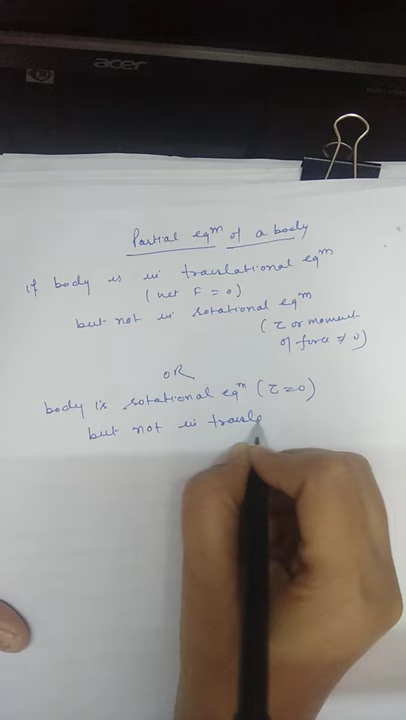 acer
Partial eqm of a body
if body is in translational eqm
(net F = 0)
but not in rotational eqm
(τ or moment
of force ≠ 0)
OR
body is rotational eqm (τ = 0)
but not in transle